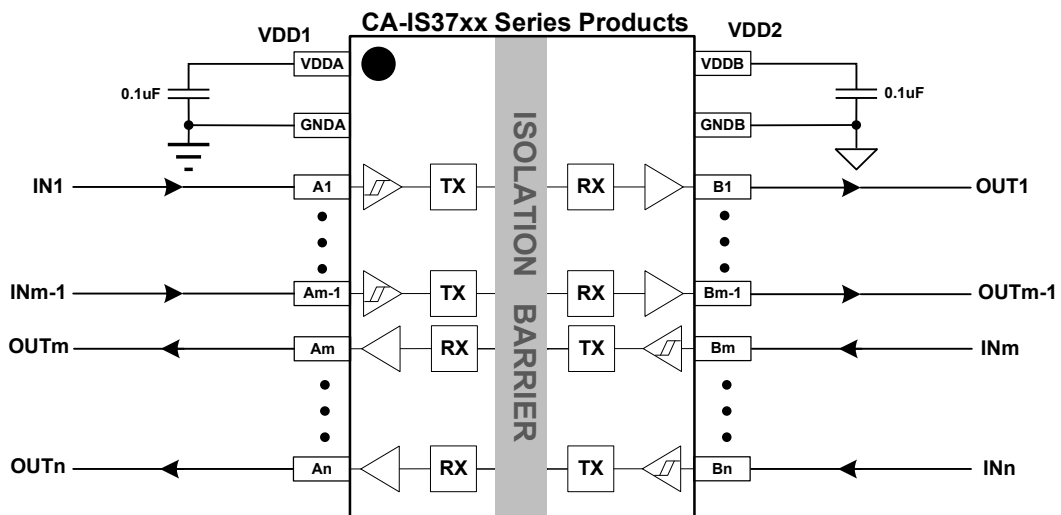 CA-IS37xx Series Products
VDD1
VDD2
VDDA
VDDB
0.1uF
0.1uF
GNDA
GNDB
ISOLATION BARRIER
IN1
A1
TX
RX
B1
OUT1
INm-1
Am-1
TX
RX
Bm-1
OUTm-1
OUTm
Am
RX
TX
Bm
INm
OUTn
An
RX
TX
Bn
INn